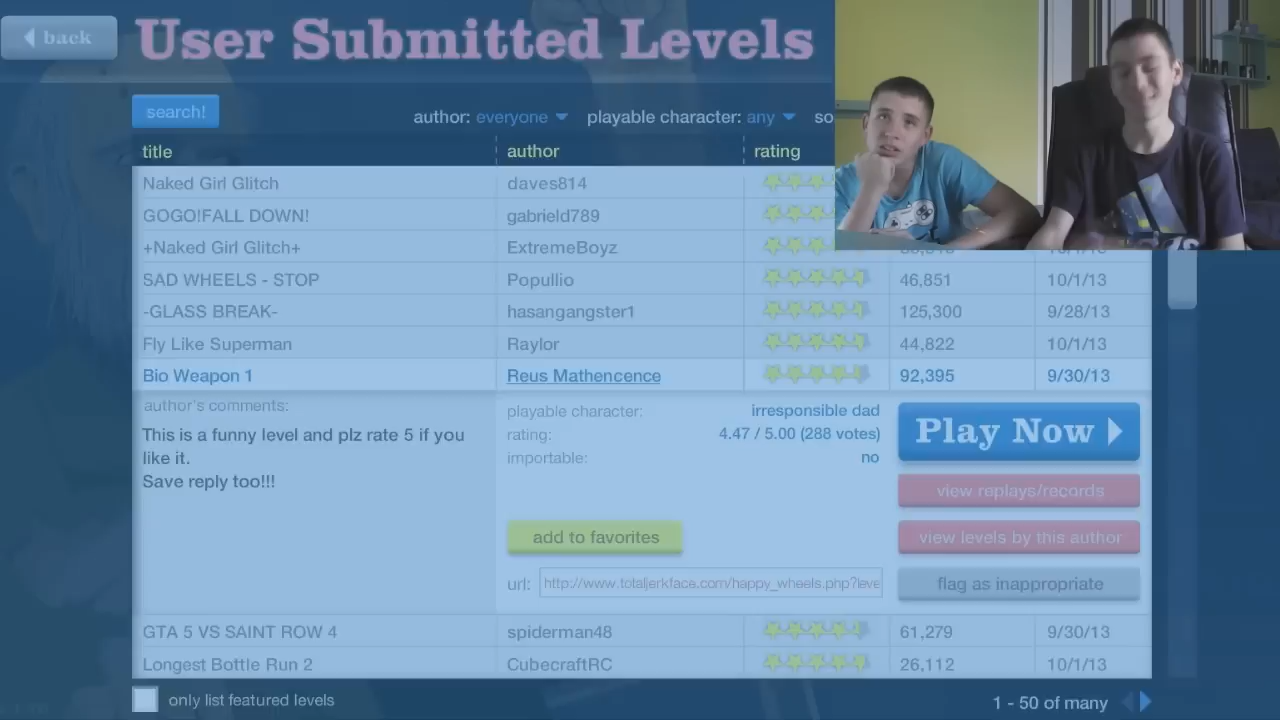 back
User Submitted Levels
search!
author: everyone playable character: any so
title author rating
Naked Girl Glitch daves814
GOGO!FALL DOWN! gabrield789
+Naked Girl Glitch+ ExtremeBoyz
SAD WHEELS - STOP Popullio 46,851 10/1/13
-GLASS BREAK- hasangangster1 125,300 9/28/13
Fly Like Superman Raylor 44,822 10/1/13
Bio Weapon 1 Reus Mathencence 92,395 9/30/13
author's comments:
This is a funny level and plz rate 5 if you
like it.
Save reply too!!!
playable character: irresponsible dad
rating: 4.47 / 5.00 (288 votes)
importable: no
add to favorites
url: http://www.totaljerkface.com/happy_wheels.php?leve
Play Now
view replays/records
view levels by this author
flag as inappropriate
GTA 5 VS SAINT ROW 4 spiderman48 61,279 9/30/13
Longest Bottle Run 2 CubecraftRC 26,112 10/1/13
only list featured levels
1 - 50 of many